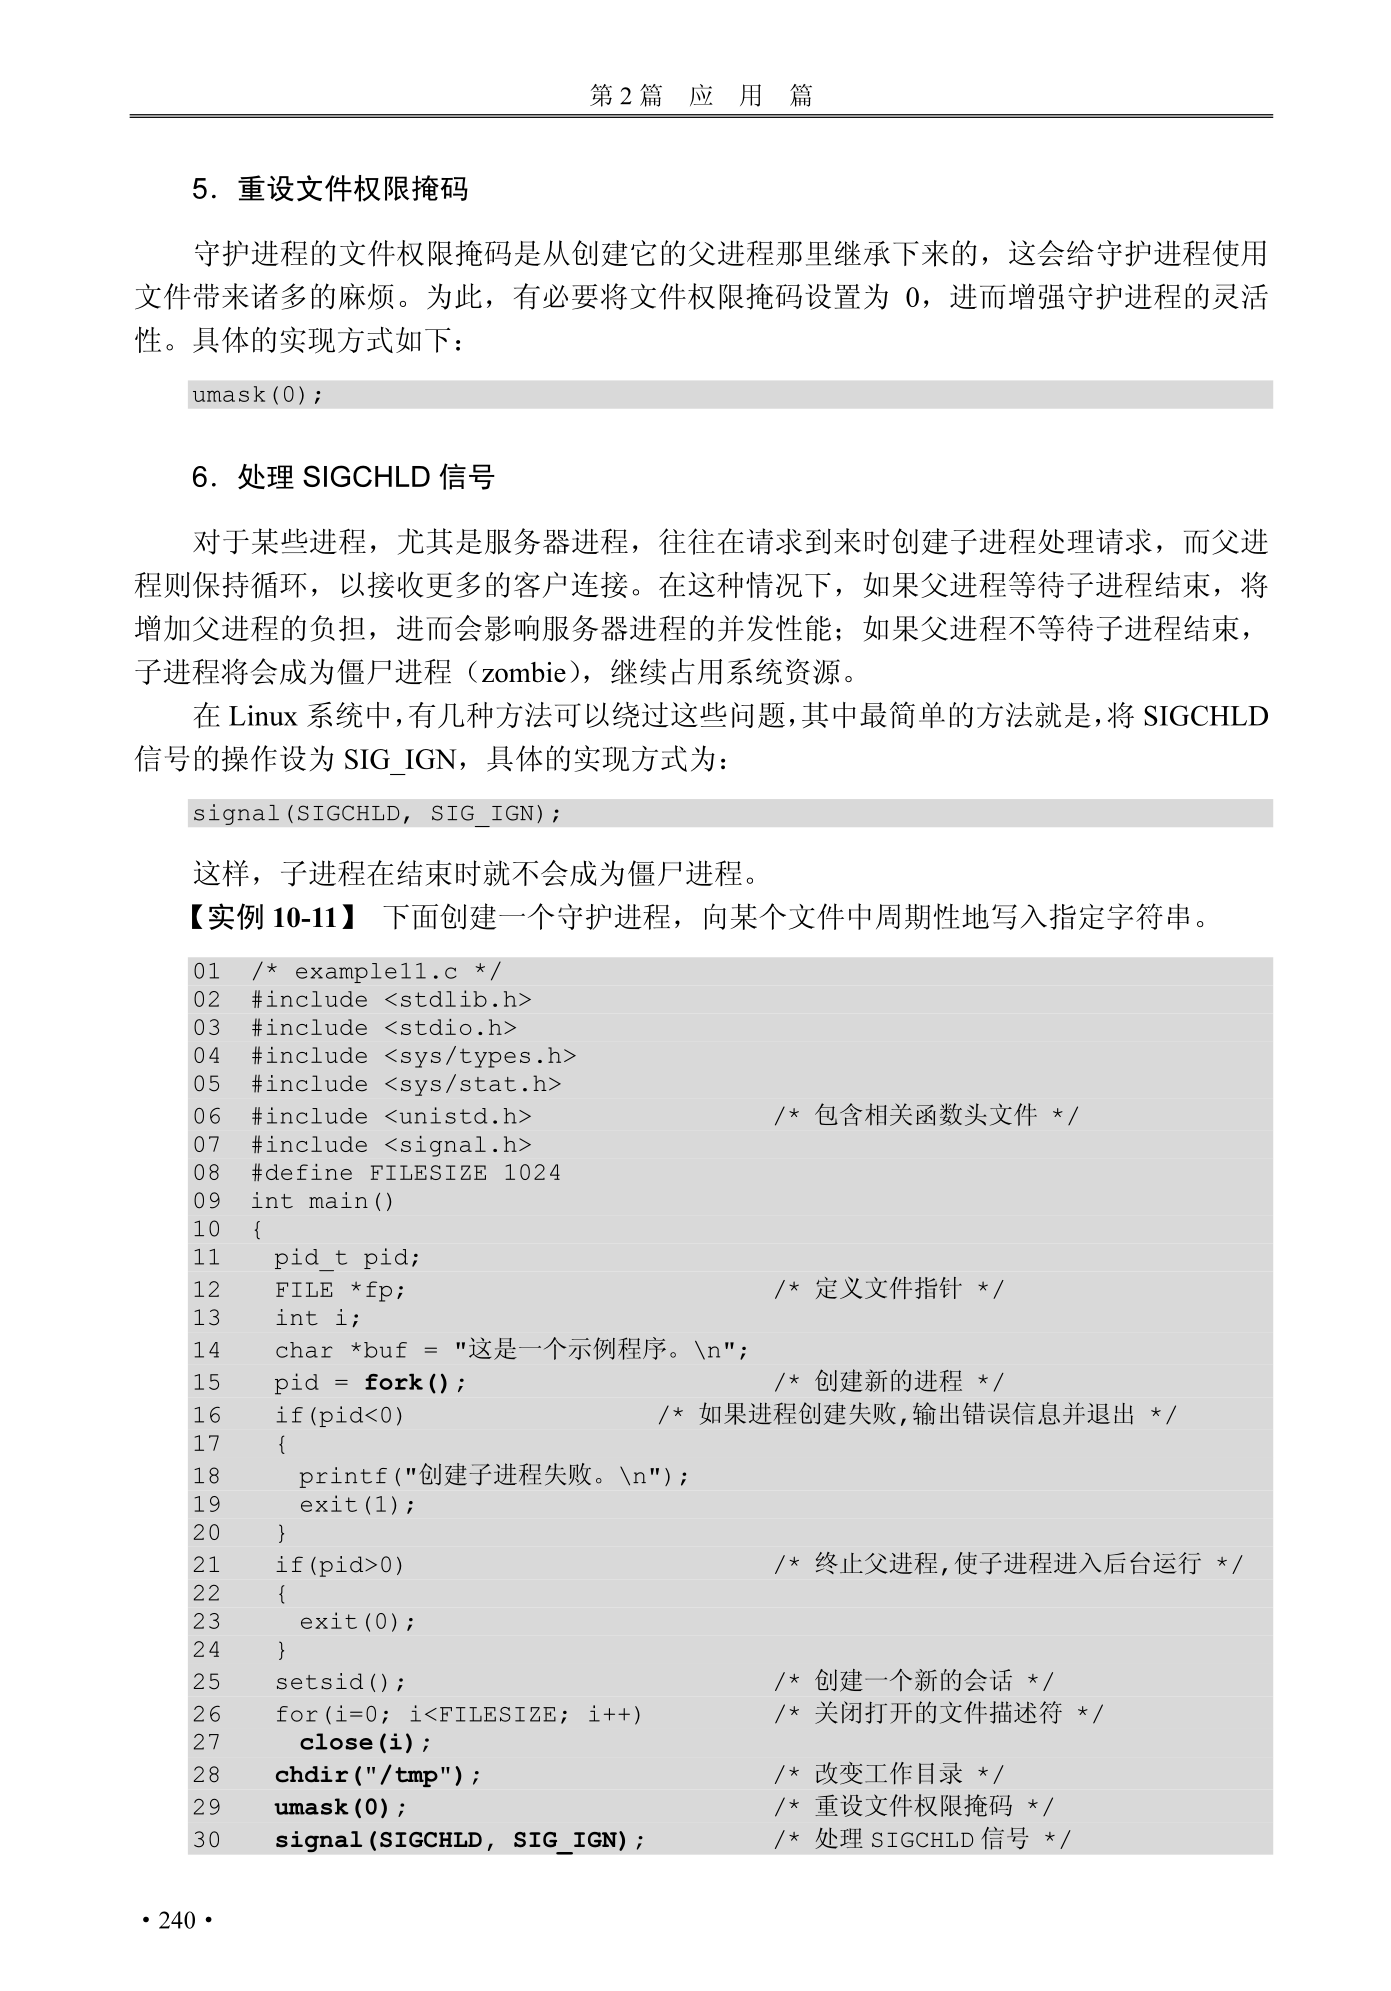 第 2 篇 应 用 篇
5．重设文件权限掩码
守护进程的文件权限掩码是从创建它的父进程那里继承下来的，这会给守护进程使用
文件带来诸多的麻烦。为此，有必要将文件权限掩码设置为 0，进而增强守护进程的灵活
性。具体的实现方式如下：
umask(0);
6．处理 SIGCHLD 信号
对于某些进程，尤其是服务器进程，往往在请求到来时创建子进程处理请求，而父进
程则保持循环，以接收更多的客户连接。在这种情况下，如果父进程等待子进程结束，将
增加父进程的负担，进而会影响服务器进程的并发性能；如果父进程不等待子进程结束，
子进程将会成为僵尸进程（zombie），继续占用系统资源。
在 Linux 系统中，有几种方法可以绕过这些问题，其中最简单的方法就是，将 SIGCHLD
信号的操作设为 SIG_IGN，具体的实现方式为：
signal(SIGCHLD, SIG_IGN);
这样，子进程在结束时就不会成为僵尸进程。
【实例 10-11】 下面创建一个守护进程，向某个文件中周期性地写入指定字符串。
01 /* example11.c */
02 #include <stdlib.h>
03 #include <stdio.h>
04 #include <sys/types.h>
05 #include <sys/stat.h>
06 #include <unistd.h> /* 包含相关函数头文件 */
07 #include <signal.h>
08 #define FILESIZE 1024
09 int main()
10 {
11 pid_t pid;
12 FILE *fp; /* 定义文件指针 */
13 int i;
14 char *buf = "这是一个示例程序。\n";
15 pid = fork(); /* 创建新的进程 */
16 if(pid<0) /* 如果进程创建失败,输出错误信息并退出 */
17 {
18 printf("创建子进程失败。\n");
19 exit(1);
20 }
21 if(pid>0) /* 终止父进程,使子进程进入后台运行 */
22 {
23 exit(0);
24 }
25 setsid(); /* 创建一个新的会话 */
26 for(i=0; i<FILESIZE; i++) /* 关闭打开的文件描述符 */
27 close(i);
28 chdir("/tmp"); /* 改变工作目录 */
29 umask(0); /* 重设文件权限掩码 */
30 signal(SIGCHLD, SIG_IGN); /* 处理 SIGCHLD 信号 */
• 240 •